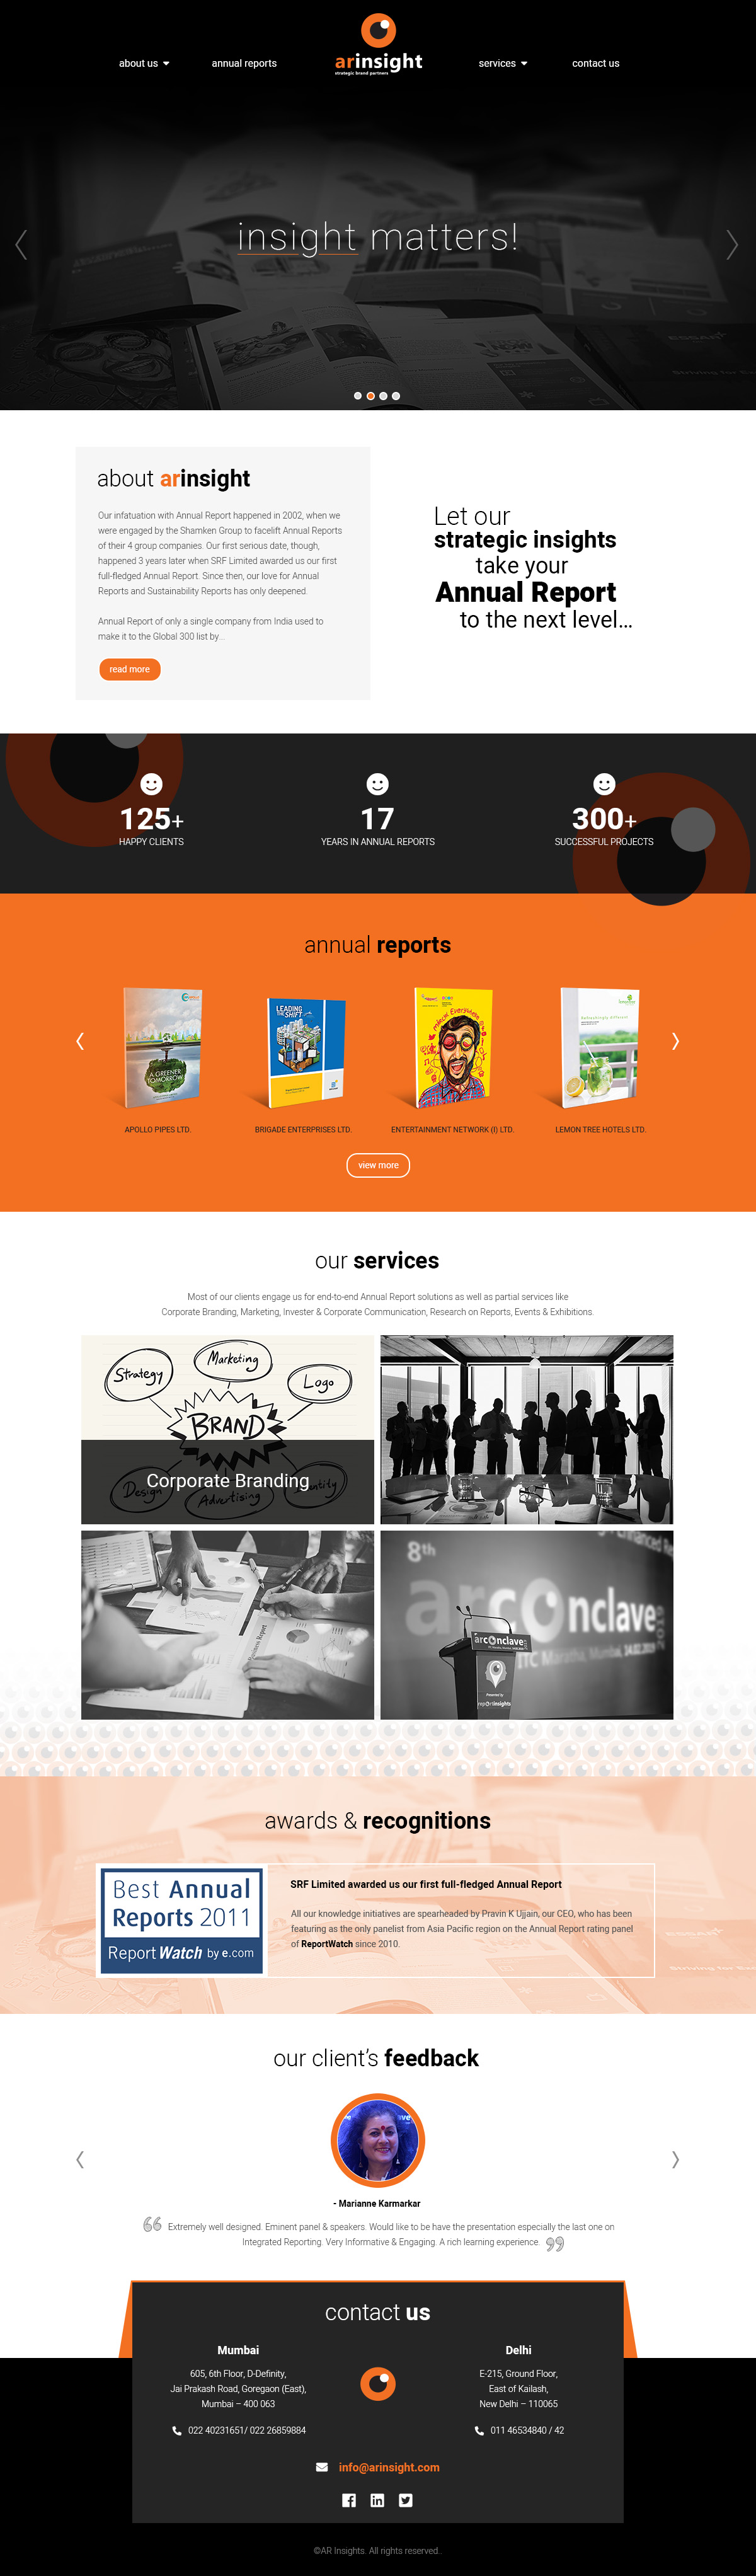 about us
annual reports
arinsight
strategic brand partners
services
contact us
insight matters!
about arinsight
Our infatuation with Annual Report happened in 2002, when we
were engaged by the Shamken Group to facelift Annual Reports
of their 4 group companies. Our first serious date, though,
happened 3 years later when SRF Limited awarded us our first
full-fledged Annual Report. Since then, our love for Annual
Reports and Sustainability Reports has only deepened.
Annual Report of only a single company from India used to
make it to the Global 300 list by...
read more
Let our
strategic insights
take your
Annual Report
to the next level...
125+
HAPPY CLIENTS
17
YEARS IN ANNUAL REPORTS
300+
SUCCESSFUL PROJECTS
annual reports
A GREENER
TOMORROW
LEADING
THE SHIFT
Refreshingly different
APOLLO PIPES LTD.
BRIGADE ENTERPRISES LTD.
ENTERTAINMENT NETWORK (I) LTD.
LEMON TREE HOTELS LTD.
view more
our services
Most of our clients engage us for end-to-end Annual Report solutions as well as partial services like
Corporate Branding, Marketing, Invester & Corporate Communication, Research on Reports, Events & Exhibitions.
Strategy
Marketing
Logo
BRAND
Corporate Branding
Design
Advertising
Identity
8th
arconclave
arconclave
reportinsights
awards & recognitions
Best Annual
Reports 2011
ReportWatch by e.com
SRF Limited awarded us our first full-fledged Annual Report
All our knowledge initiatives are spearheaded by Pravin K Ujjain, our CEO, who has been
featuring as the only panelist from Asia Pacific region on the Annual Report rating panel
of ReportWatch since 2010.
our client's feedback
- Marianne Karmarkar
Extremely well designed. Eminent panel & speakers. Would like to be have the presentation especially the last one on
Integrated Reporting. Very Informative & Engaging. A rich learning experience.
contact us
Mumbai
605, 6th Floor, D-Definity,
Jai Prakash Road, Goregaon (East),
Mumbai – 400 063
022 40231651/ 022 26859884
Delhi
E-215, Ground Floor,
East of Kailash,
New Delhi – 110065
011 46534840 / 42
info@arinsight.com
©AR Insights. All rights reserved..